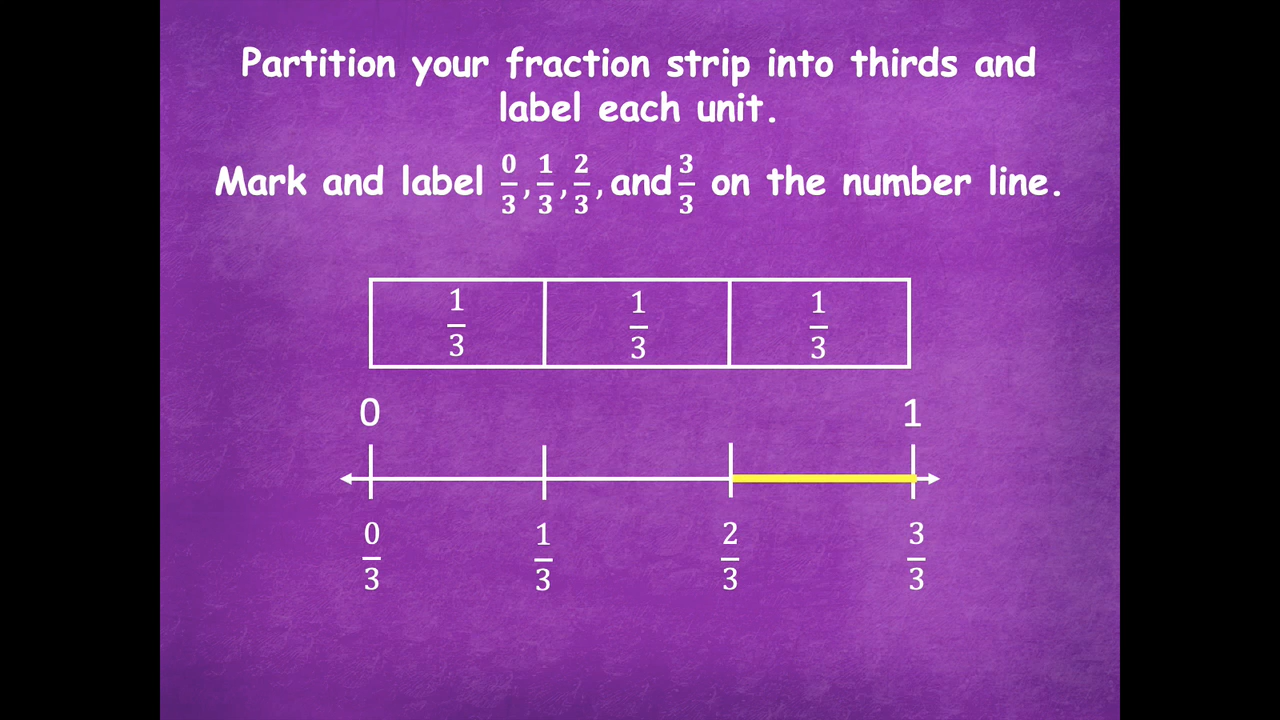 Partition your fraction strip into thirds and
label each unit.
Mark and label 0/3, 1/3, 2/3, and 3/3 on the number line.
1/3 1/3 1/3
0 1
0/3 1/3 2/3 3/3